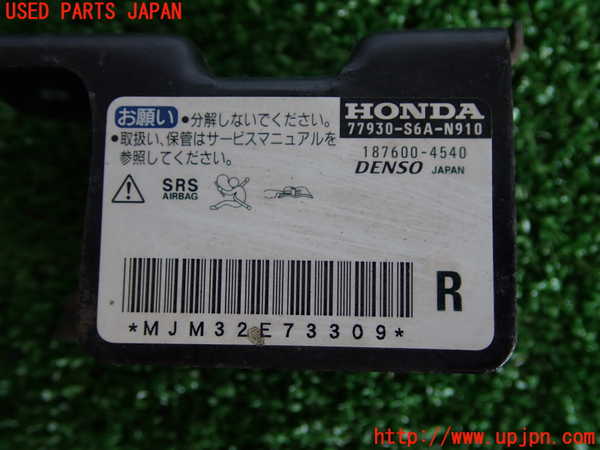 USED PARTS JAPAN
お願い ●分解しないでください。
●取扱い、保管はサービスマニュアルを
参照してください。
HONDA
77930-S6A-N910
187600-4540
DENSO JAPAN
SRS
AIRBAG
R
*MJM32E73309*
http://www.upjpn.com